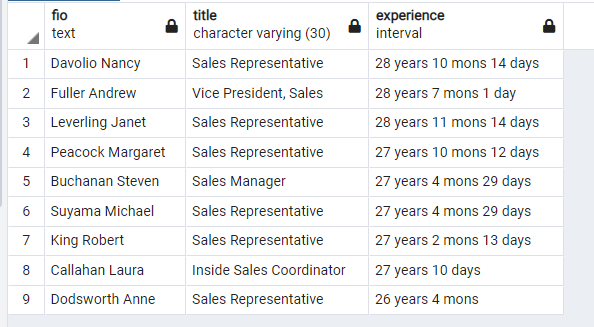 fio title experience
text character varying (30) interval
1 Davolio Nancy Sales Representative 28 years 10 mons 14 days
2 Fuller Andrew Vice President, Sales 28 years 7 mons 1 day
3 Leverling Janet Sales Representative 28 years 11 mons 14 days
4 Peacock Margaret Sales Representative 27 years 10 mons 12 days
5 Buchanan Steven Sales Manager 27 years 4 mons 29 days
6 Suyama Michael Sales Representative 27 years 4 mons 29 days
7 King Robert Sales Representative 27 years 2 mons 13 days
8 Callahan Laura Inside Sales Coordinator 27 years 10 days
9 Dodsworth Anne Sales Representative 26 years 4 mons